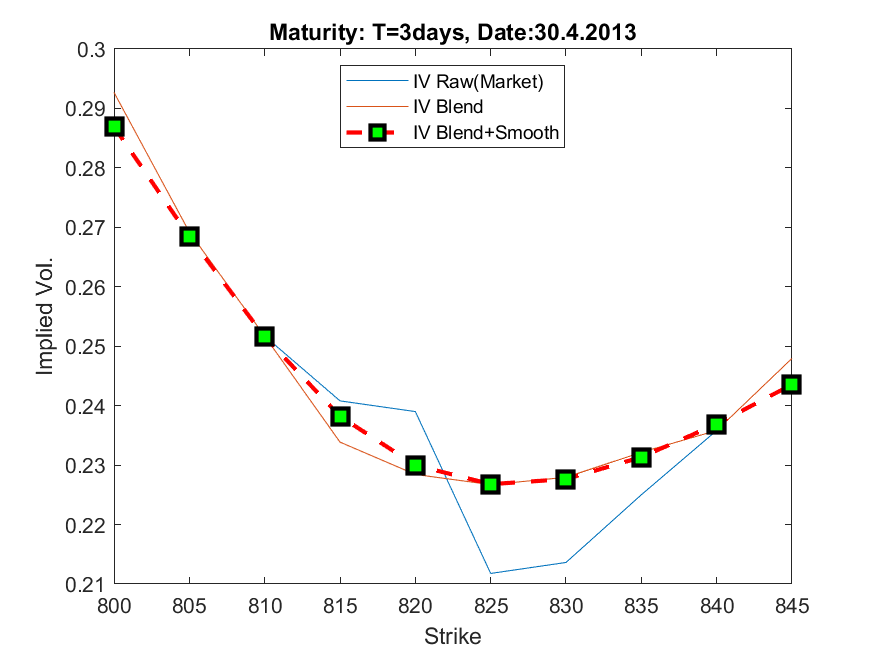 Maturity: T=3days, Date:30.4.2013
IV Raw(Market)
IV Blend
IV Blend+Smooth
0.3
0.29
0.28
0.27
0.26
0.25
0.24
0.23
0.22
0.21
Implied Vol.
800 805 810 815 820 825 830 835 840 845
Strike